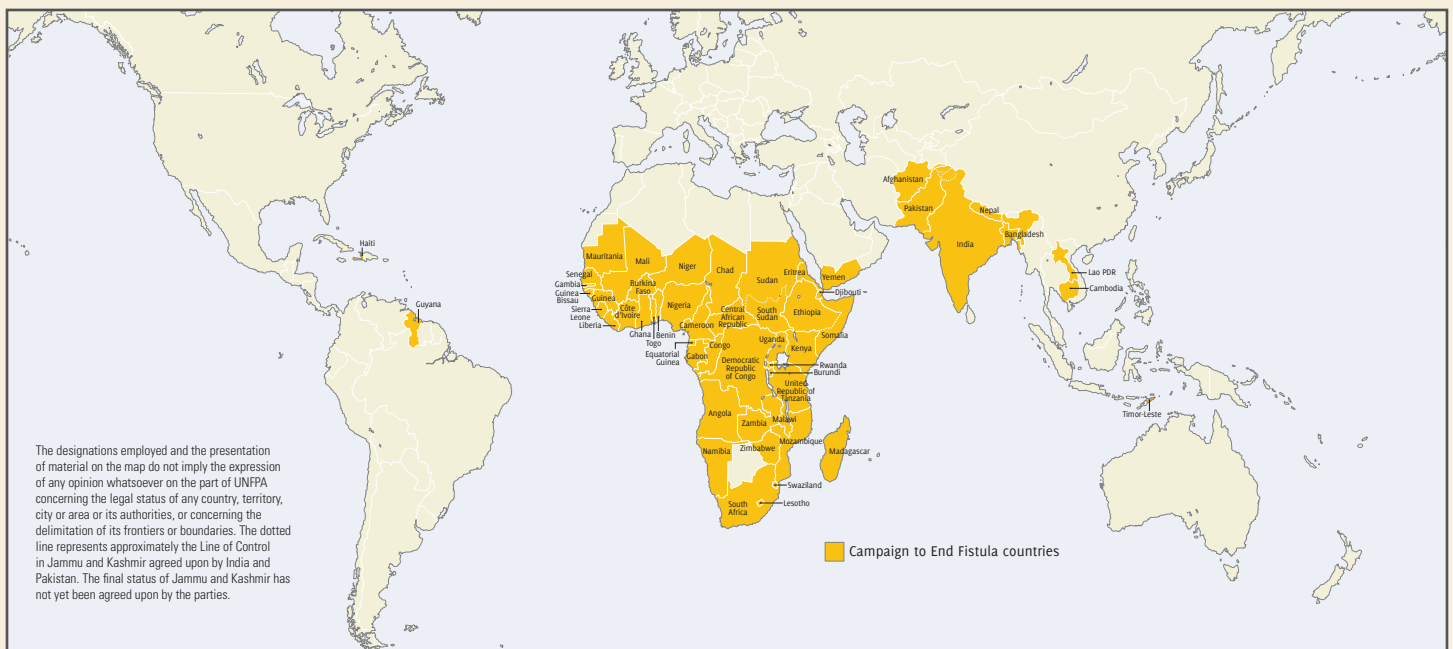 Haiti
Guyana
Mauritania
Mali
Niger
Chad
Sudan
Eritrea
Yemen
Senegal
Gambia
Guinea
Bissau
Guinea
Sierra
Leone
Liberia
Burkina
Faso
Côte
d'Ivoire
Ghana
Togo
Benin
Nigeria
Cameroon
Equatorial
Guinea
Central
African
Republic
South
Sudan
Ethiopia
Djibouti
Somalia
Uganda
Kenya
Gabon
Congo
Democratic
Republic
of Congo
Rwanda
Burundi
United
Republic of
Tanzania
Angola
Zambia
Malawi
Mozambique
Namibia
Zimbabwe
Madagascar
Swaziland
South
Africa
Lesotho
Afghanistan
Pakistan
Nepal
India
Bangladesh
Lao PDR
Cambodia
Timor-Leste
The designations employed and the presentation
of material on the map do not imply the expression
of any opinion whatsoever on the part of UNFPA
concerning the legal status of any country, territory,
city or area or its authorities, or concerning the
delimitation of its frontiers or boundaries. The dotted
line represents approximately the Line of Control
in Jammu and Kashmir agreed upon by India and
Pakistan. The final status of Jammu and Kashmir has
not yet been agreed upon by the parties.
Campaign to End Fistula countries